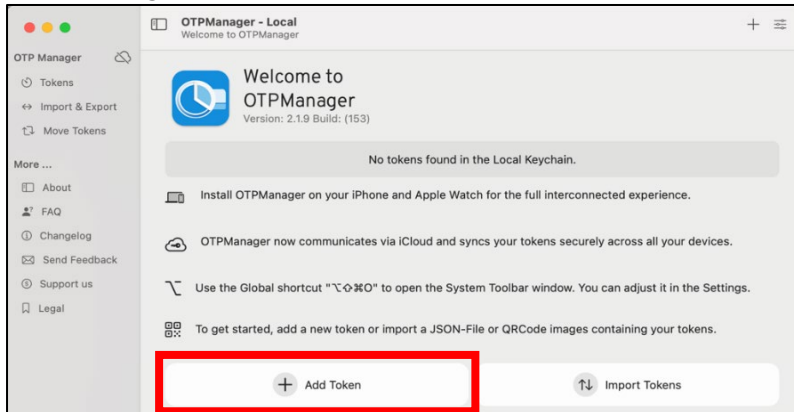 OTPManager - Local
Welcome to OTPManager
OTP Manager
Tokens
Import & Export
Move Tokens
More ...
About
FAQ
Changelog
Send Feedback
Support us
Legal
Welcome to
OTPManager
Version: 2.1.9 Build: (153)
No tokens found in the Local Keychain.
Install OTPManager on your iPhone and Apple Watch for the full interconnected experience.
OTPManager now communicates via iCloud and syncs your tokens securely across all your devices.
Use the Global shortcut "⌥⇧⌘O" to open the System Toolbar window. You can adjust it in the Settings.
To get started, add a new token or import a JSON-File or QRCode images containing your tokens.
Add Token
Import Tokens